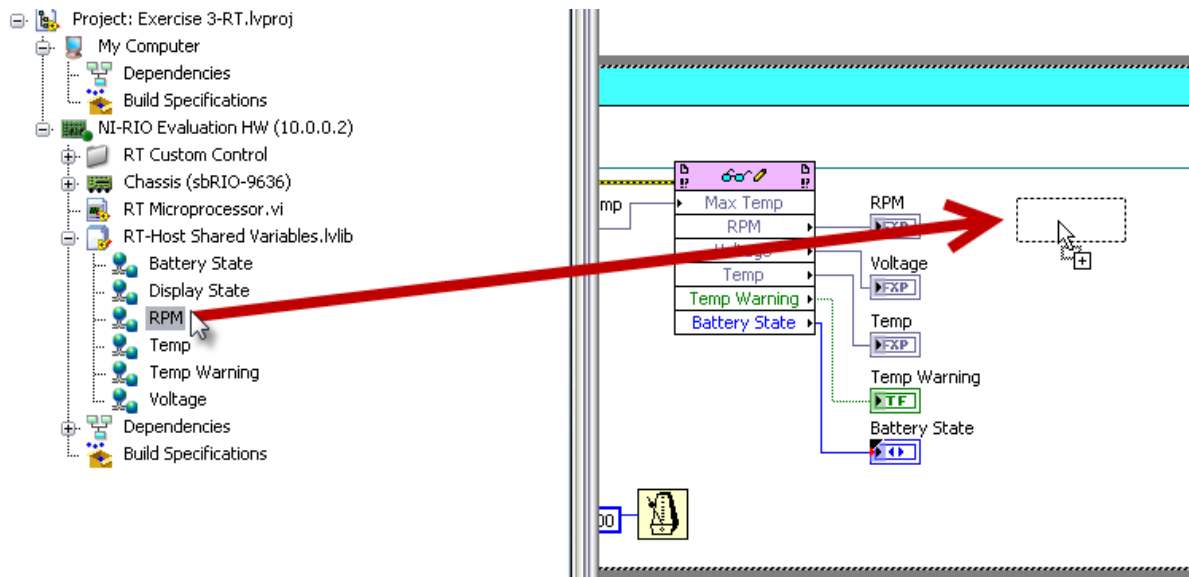 Project: Exercise 3-RT.lvproj
My Computer
Dependencies
Build Specifications
NI-RIO Evaluation HW (10.0.0.2)
RT Custom Control
Chassis (sbRIO-9636)
RT Microprocessor.vi
RT-Host Shared Variables.lvlib
Battery State
Display State
RPM
Temp
Temp Warning
Voltage
Dependencies
Build Specifications
mp
Max Temp
RPM
Voltage
Temp
Temp Warning
Battery State
RPM
FXP
Voltage
FXP
Temp
FXP
Temp Warning
TF
Battery State
00